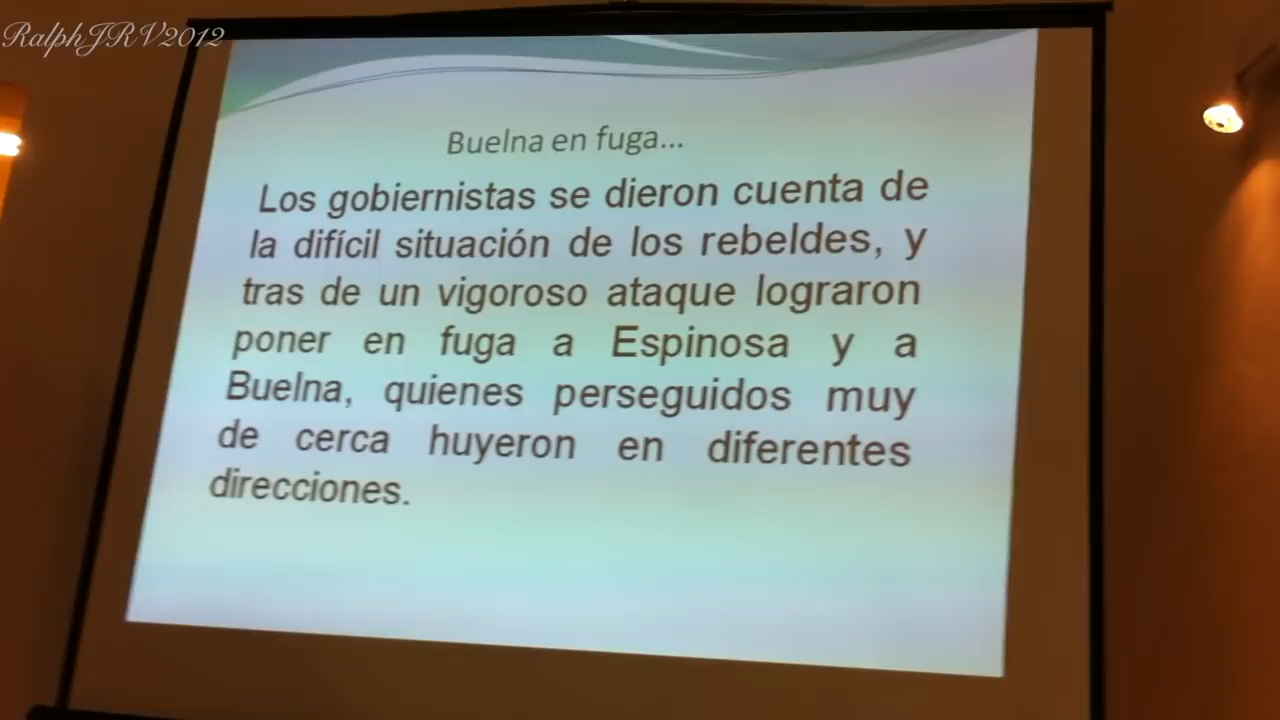 RalphJRV2012
Buelna en fuga...
Los gobiernistas se dieron cuenta de
la difícil situación de los rebeldes, y
tras de un vigoroso ataque lograron
poner en fuga a Espinosa y a
Buelna, quienes perseguidos muy
de cerca huyeron en diferentes
direcciones.